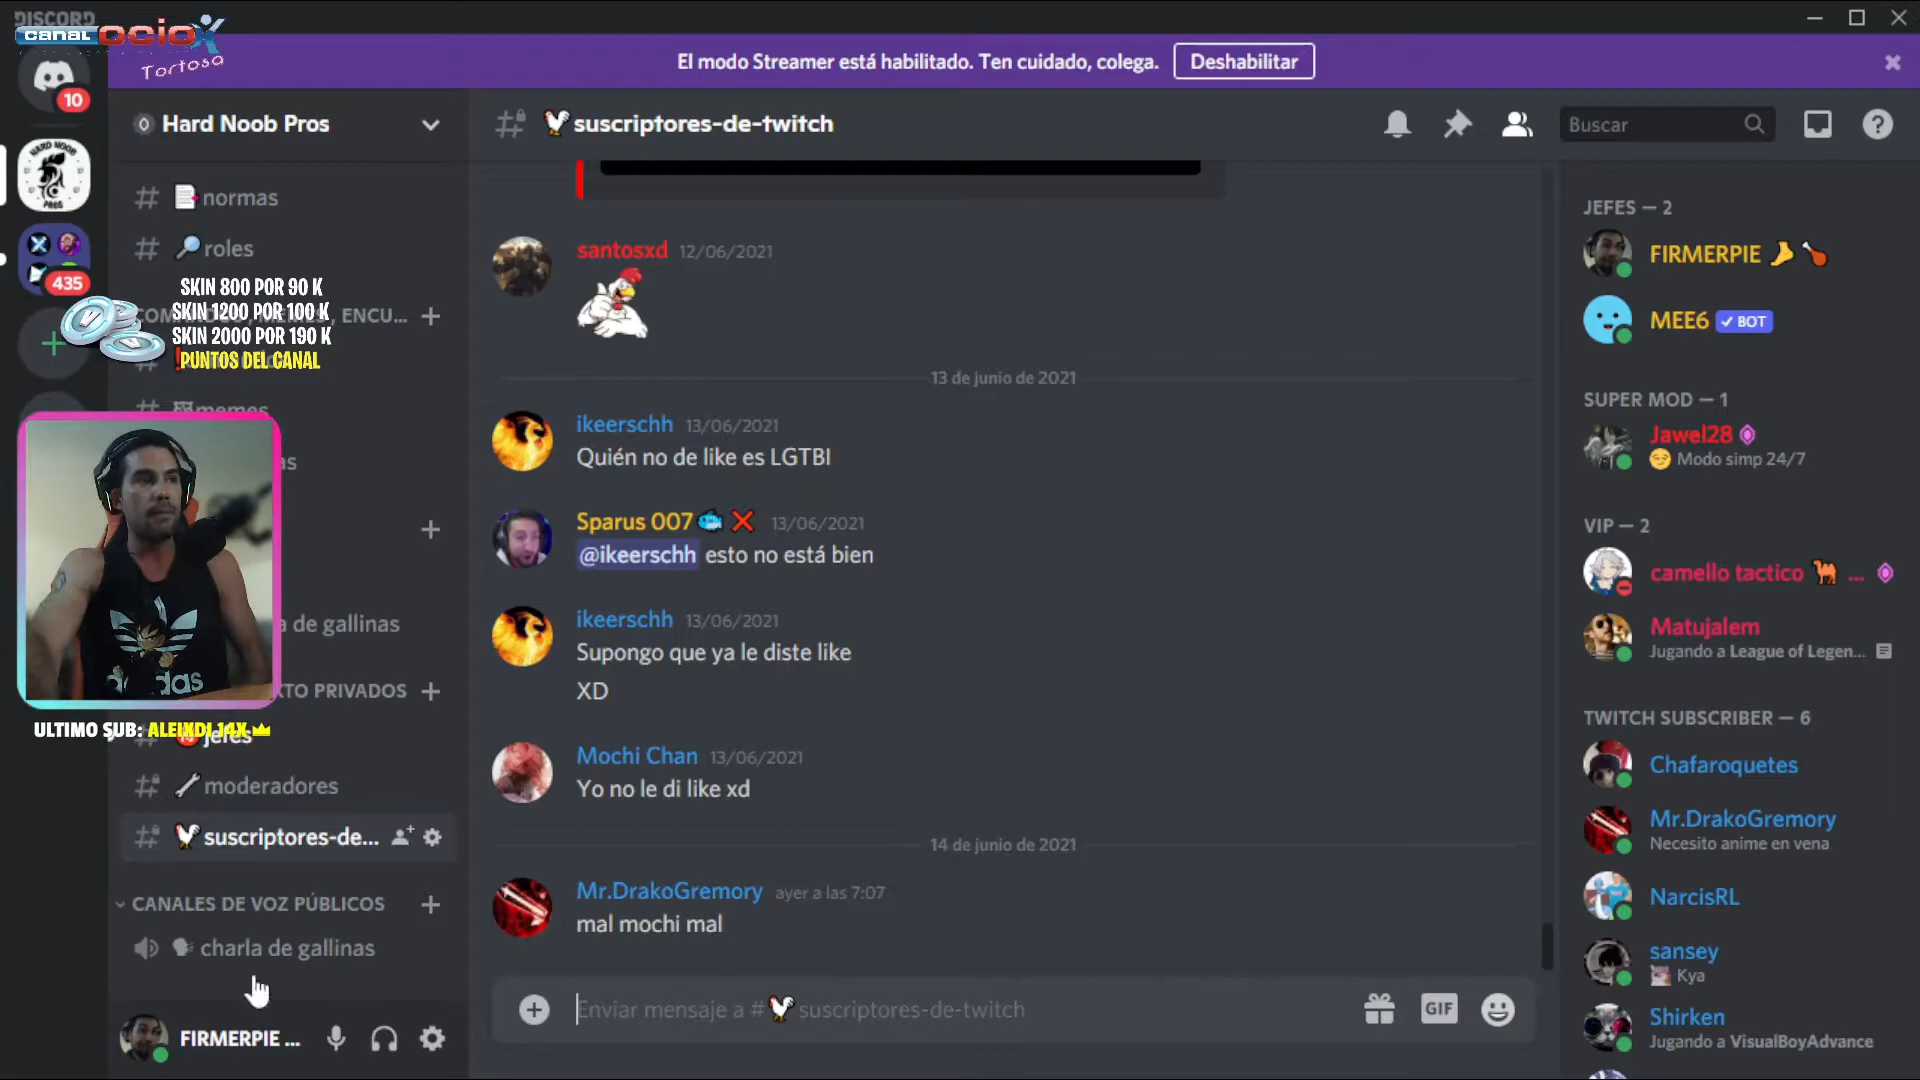 DISCORD
canal OCIOX
Tortosa
El modo Streamer está habilitado. Ten cuidado, colega.
Deshabilitar
10
HARD NOOB
PROS
435
Hard Noob Pros
normas
roles
SKIN 800 POR 90 K
SKIN 1200 POR 100 K
ENCU...
SKIN 2000 POR 190 K
PUNTOS DEL CANAL
memes
as
a de gallinas
XTO PRIVADOS
ULTIMO SUB: ALEIXDI_14X
jefes
moderadores
suscriptores-de...
CANALES DE VOZ PÚBLICOS
charla de gallinas
FIRMERPIE ...
suscriptores-de-twitch
Buscar
santosxd 12/06/2021
13 de junio de 2021
ikeerschh 13/06/2021
Quién no de like es LGTBI
Sparus 007 13/06/2021
@ikeerschh esto no está bien
ikeerschh 13/06/2021
Supongo que ya le diste like
XD
Mochi Chan 13/06/2021
Yo no le di like xd
14 de junio de 2021
Mr.DrakoGremory ayer a las 7:07
mal mochi mal
Enviar mensaje a # suscriptores-de-twitch
GIF
JEFES — 2
FIRMERPIE
MEE6 BOT
SUPER MOD — 1
Jawel28
Modo simp 24/7
VIP — 2
camello tactico ...
Matujalem
Jugando a League of Legen...
TWITCH SUBSCRIBER — 6
Chafaroquetes
Mr.DrakoGremory
Necesito anime en vena
NarcisRL
sansey
Kya
Shirken
Jugando a VisualBoyAdvance